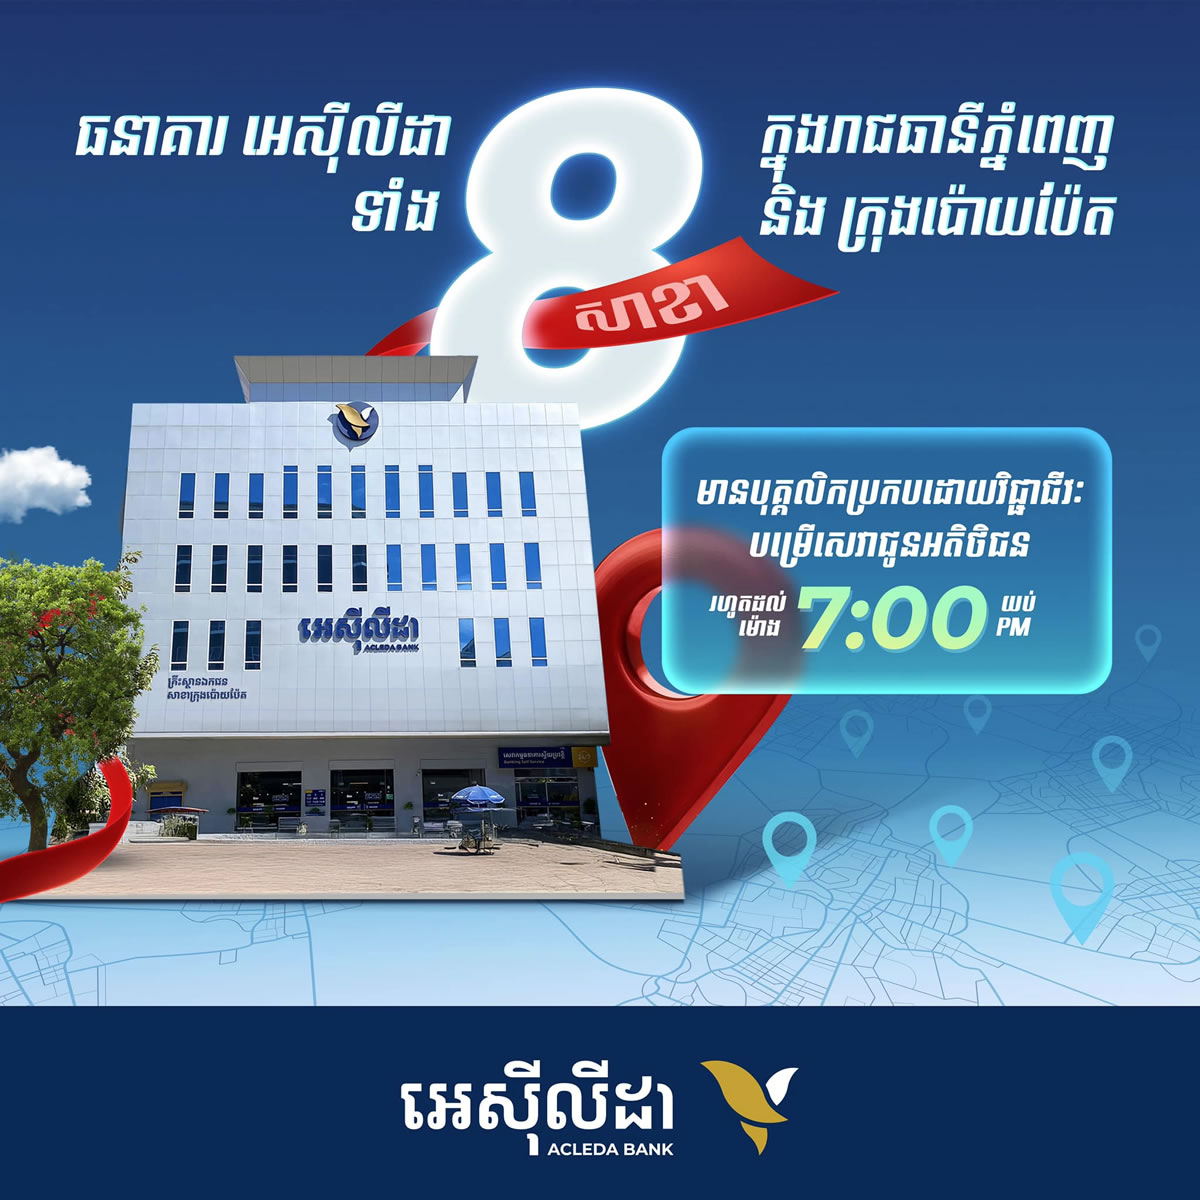 ធនាគារ អេស៊ីលីដា
ទាំង
8
សាខា
ក្នុងរាជធានីភ្នំពេញ
និង ក្រុងប៉ោយប៉ែត
មានបុគ្គលិកប្រកបដោយវិជ្ជាជីវៈ
បម្រើសេវាជូនអតិថិជន
រហូតដល់
ម៉ោង
7:00
យប់
PM
អេស៊ីលីដា
ACLEDA BANK
គ្រឹះស្ថានឯកជន
សាខាក្រុងប៉ោយប៉ែត
សេវាកម្មធនាគារស្វ័យប្រវត្តិ
Banking Self Service
អេស៊ីលីដា
ACLEDA BANK